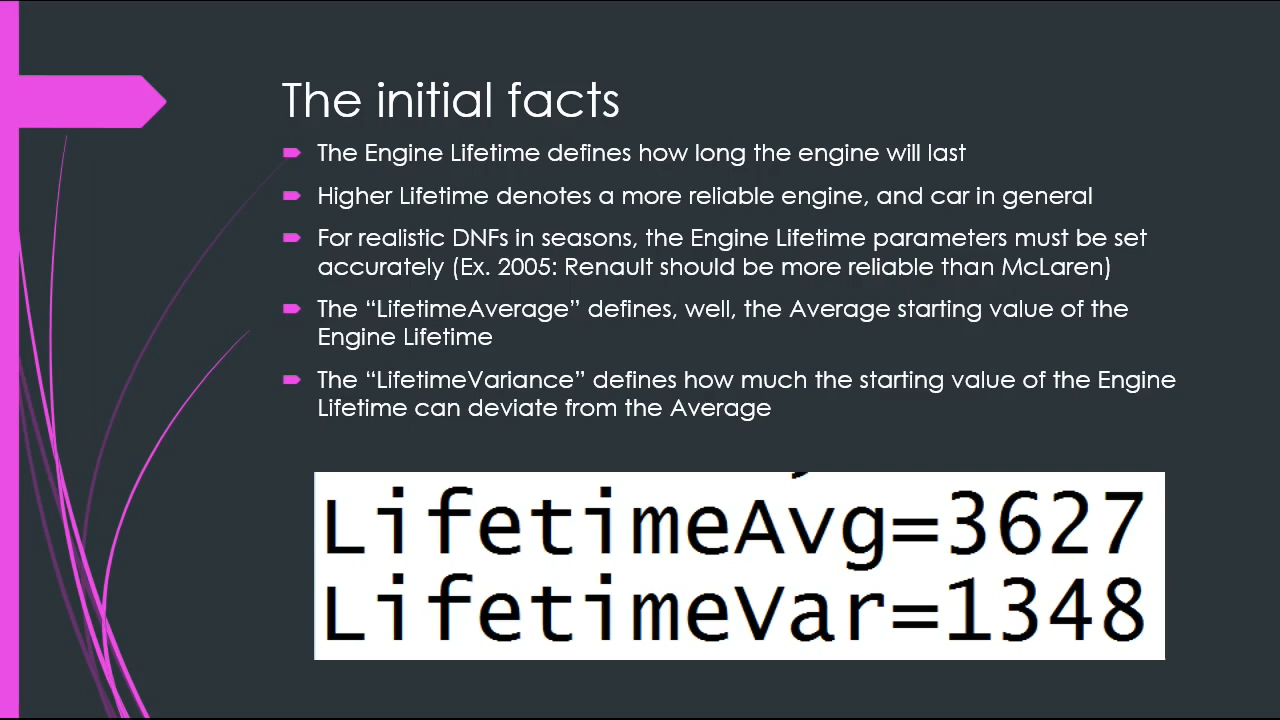 The initial facts
The Engine Lifetime defines how long the engine will last
Higher Lifetime denotes a more reliable engine, and car in general
For realistic DNFs in seasons, the Engine Lifetime parameters must be set
accurately (Ex. 2005: Renault should be more reliable than McLaren)
The “LifetimeAverage” defines, well, the Average starting value of the
Engine Lifetime
The “LifetimeVariance” defines how much the starting value of the Engine
Lifetime can deviate from the Average
LifetimeAvg=3627
LifetimeVar=1348